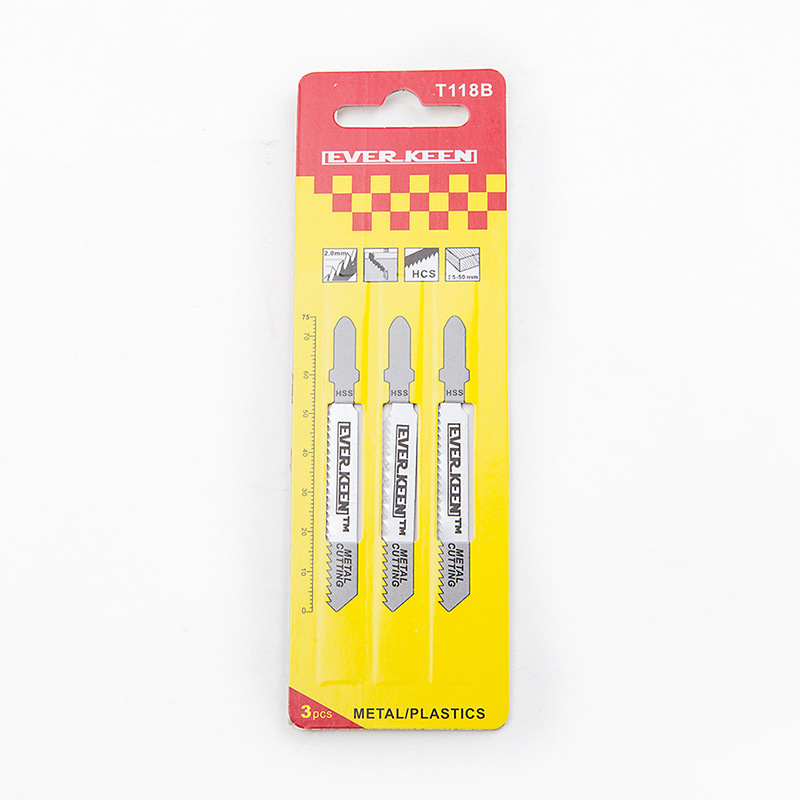 T118B
EVER KEEN
2.0mm
HCS
5-50 mm
75
70
60
50
40
30
20
10
0
HSS
EVER KEEN™
METAL
CUTTING
HSS
EVER KEEN™
METAL
CUTTING
HSS
EVER KEEN™
METAL
CUTTING
3pcs
METAL/PLASTICS